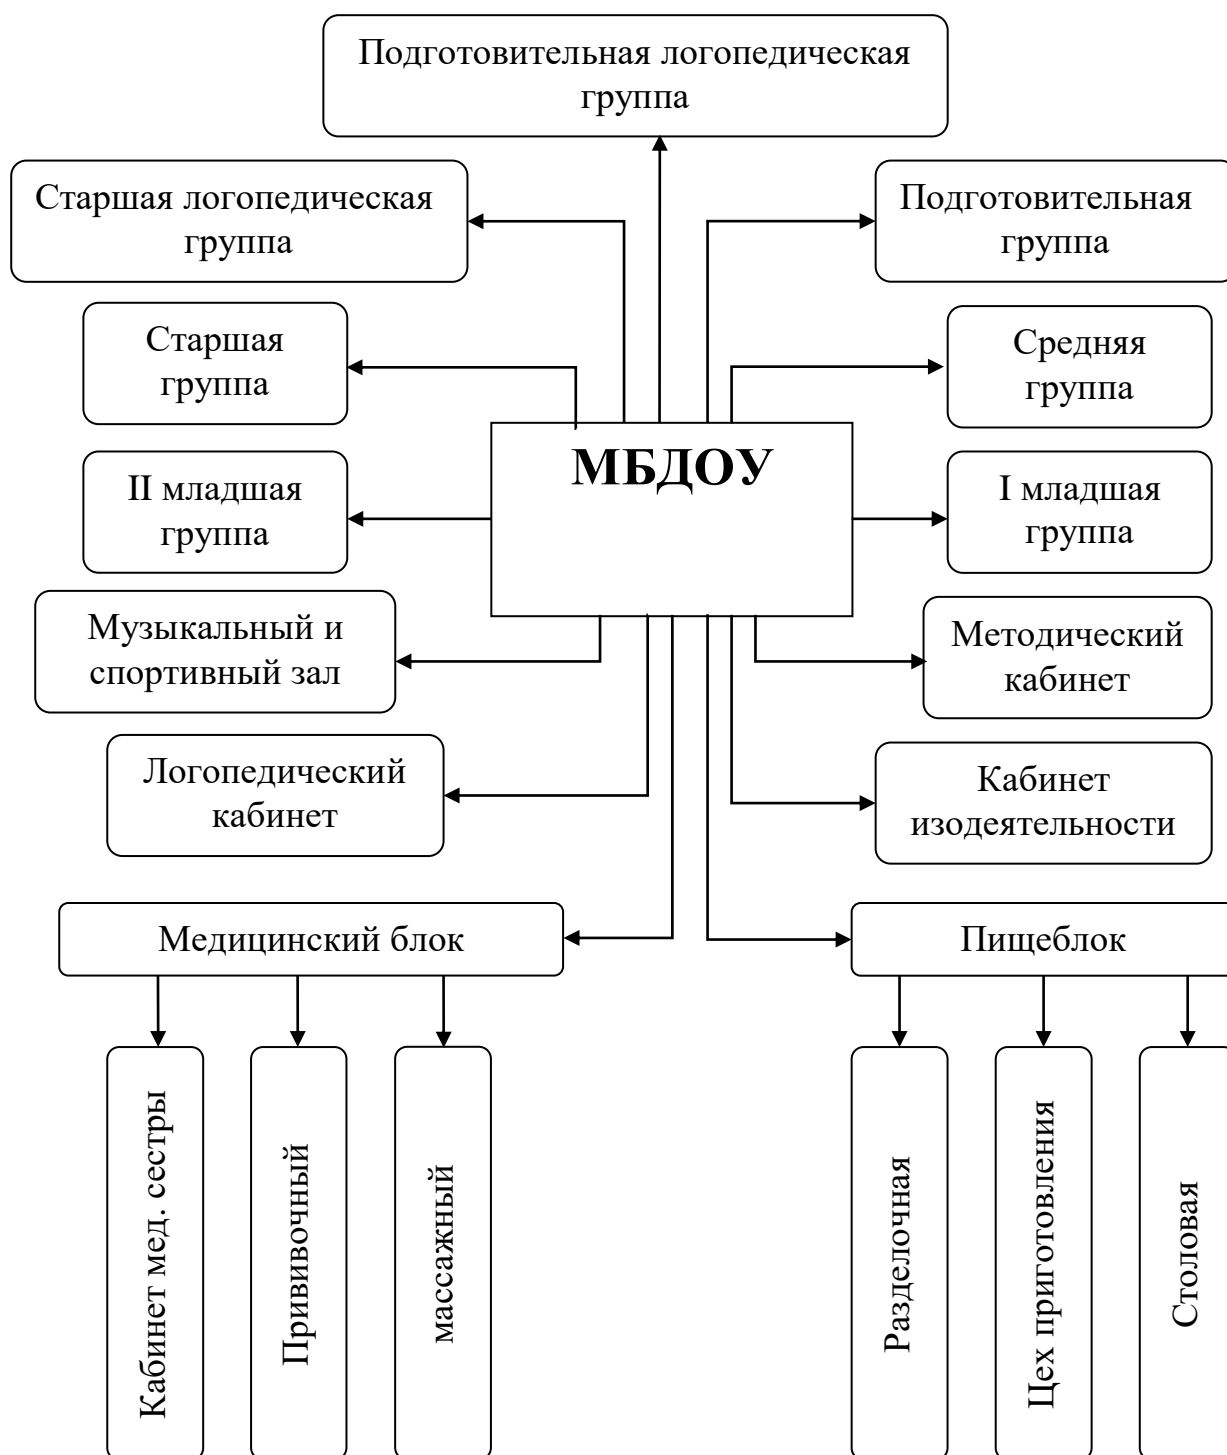 Подготовительная логопедическая
группа
Старшая логопедическая
группа
Подготовительная
группа
Старшая
группа
Средняя
группа
МБДОУ
II младшая
группа
I младшая
группа
Музыкальный и
спортивный зал
Методический
кабинет
Логопедический
кабинет
Кабинет
изодеятельности
Медицинский блок
Пищеблок
Кабинет мед. сестры
Прививочный
массажный
Разделочная
Цех приготовления
Столовая